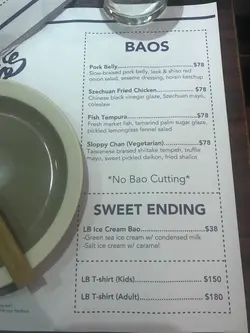 BAOS
Pork Belly $78
Slow-braised pork belly, leek & shiso red
onion salad, sesame dressing, hoisin ketchup
Szechuan Fried Chicken $78
Chinese black vinegar glaze, Szechuan mayo,
coleslaw
Fish Tempura $78
Fresh market fish, tamarind palm sugar glaze,
pickled lemongrass fennel salad
Sloppy Chan (Vegetarian) $78
Taiwanese braised shiitake tempeh, truffle
mayo, sweet pickled daikon, fried shallot
*No Bao Cutting*
SWEET ENDING
LB Ice Cream Bao $38
-Green tea ice cream w/ condensed milk
-Salt ice cream w/ caramel
LB T-shirt (Kids) $150
LB T-shirt (Adult) $180